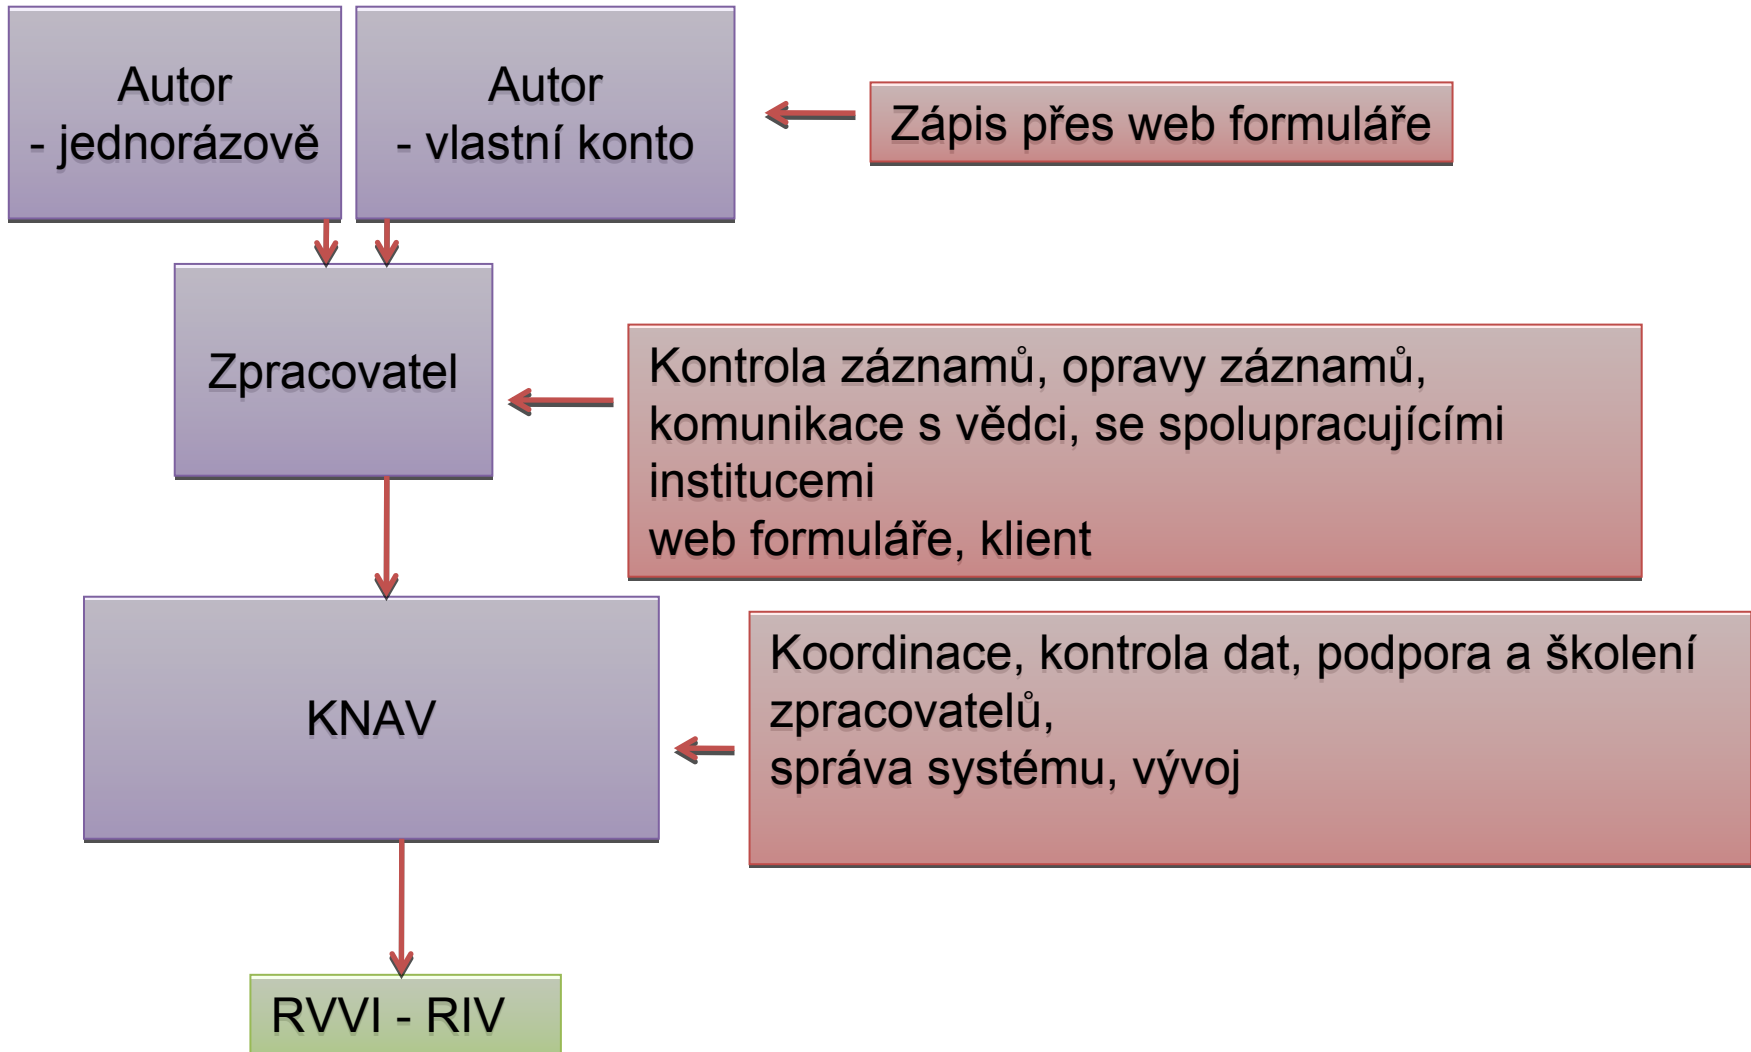 Autor
- jednorázově
Autor
- vlastní konto
Zápis přes web formuláře
Zpracovatel
Kontrola záznamů, opravy záznamů,
komunikace s vědci, se spolupracujícími
institucemi
web formuláře, klient
KNAV
Koordinace, kontrola dat, podpora a školení
zpracovatelů,
správa systému, vývoj
RVVI - RIV